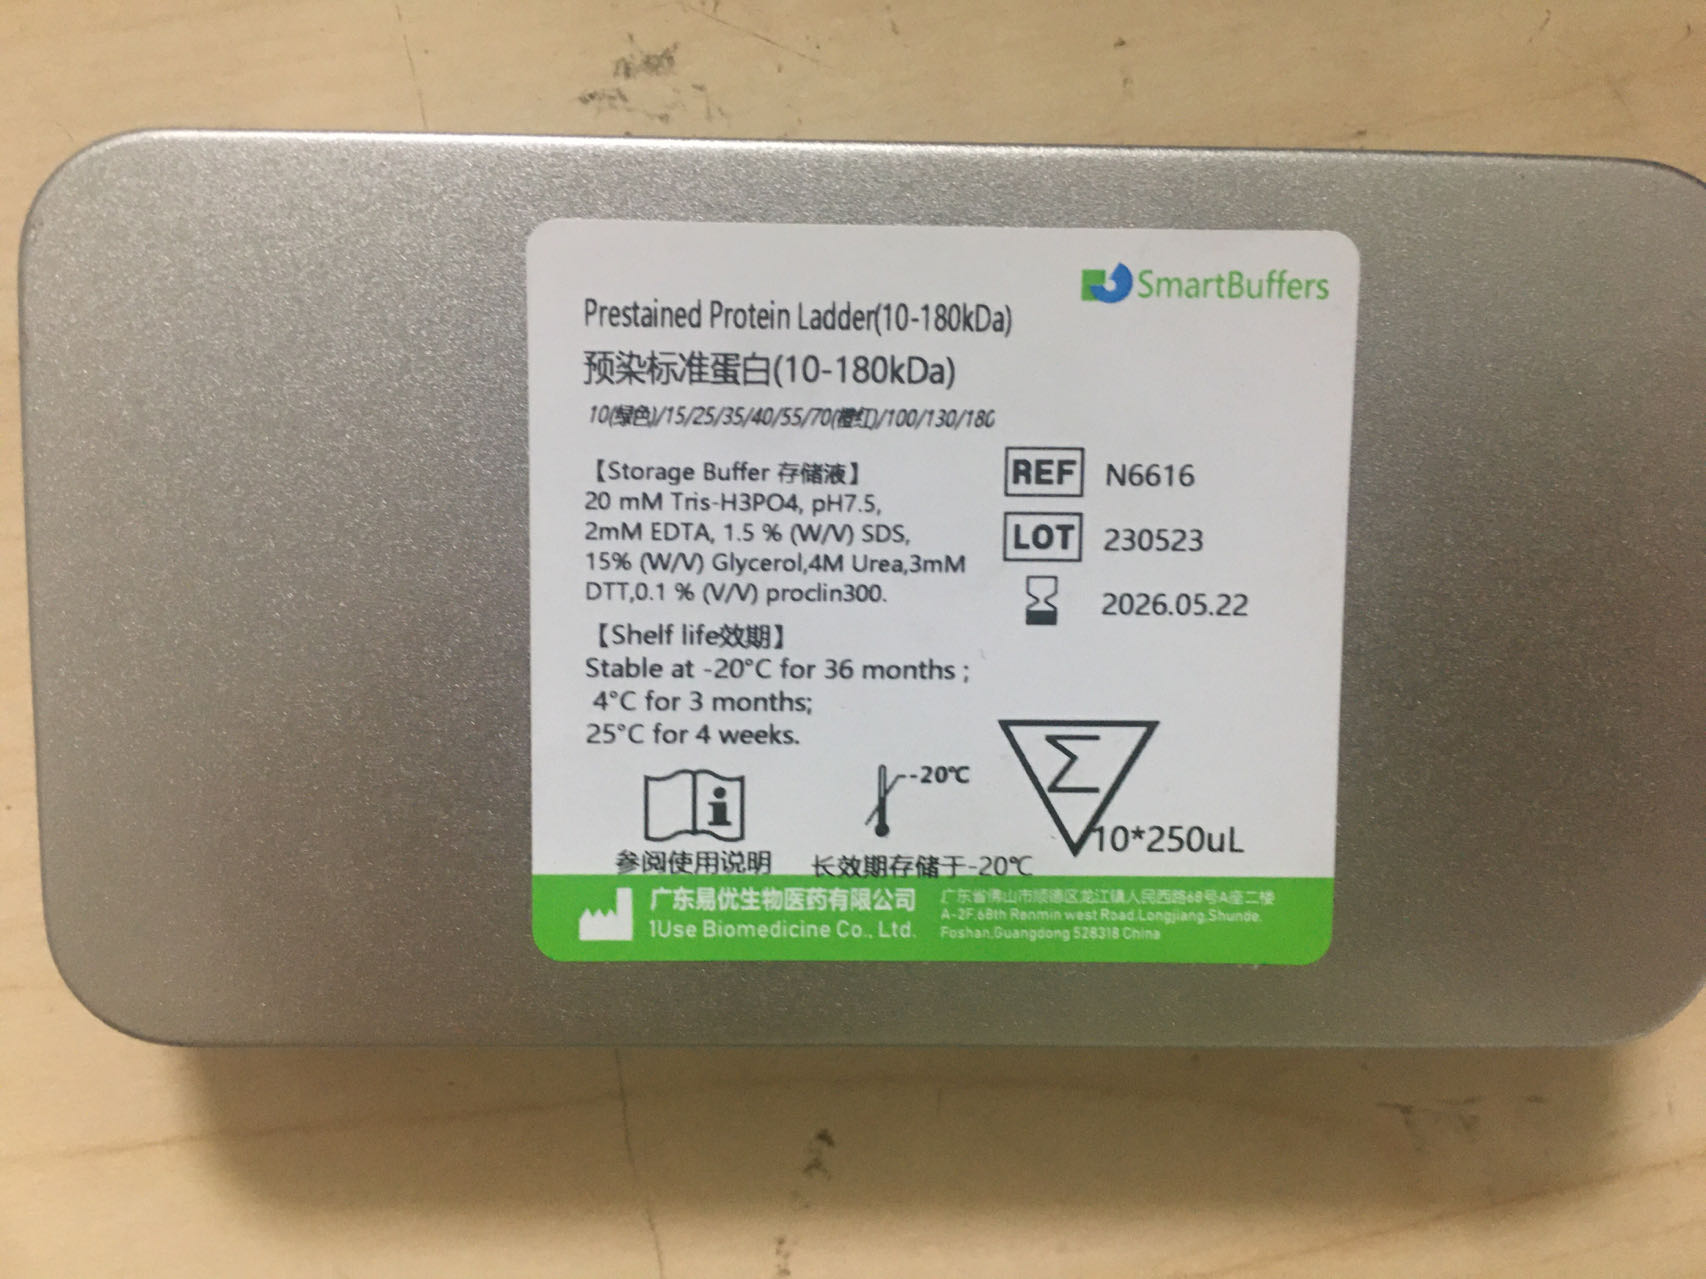 SmartBuffers
Prestained Protein Ladder(10-180kDa)
预染标准蛋白(10-180kDa)
10(绿色)/15/25/35/40/55/70(橙红)/100/130/180
【Storage Buffer 存储液】
20 mM Tris-H3PO4, pH7.5,
2mM EDTA, 1.5 % (W/V) SDS,
15% (W/V) Glycerol,4M Urea,3mM
DTT,0.1 % (V/V) proclin300.
【Shelf life效期】
Stable at -20°C for 36 months ;
4°C for 3 months;
25°C for 4 weeks.
REF N6616
LOT 230523
2026.05.22
-20℃
Σ
10*250uL
参阅使用说明
长效期存储于-20℃
广东易优生物医药有限公司
1Use Biomedicine Co., Ltd.
广东省佛山市顺德区龙江镇人民西路68号A座二楼
A-2F,68th Renmin west Road,Longjiang,Shunde,
Foshan,Guangdong 528318 China